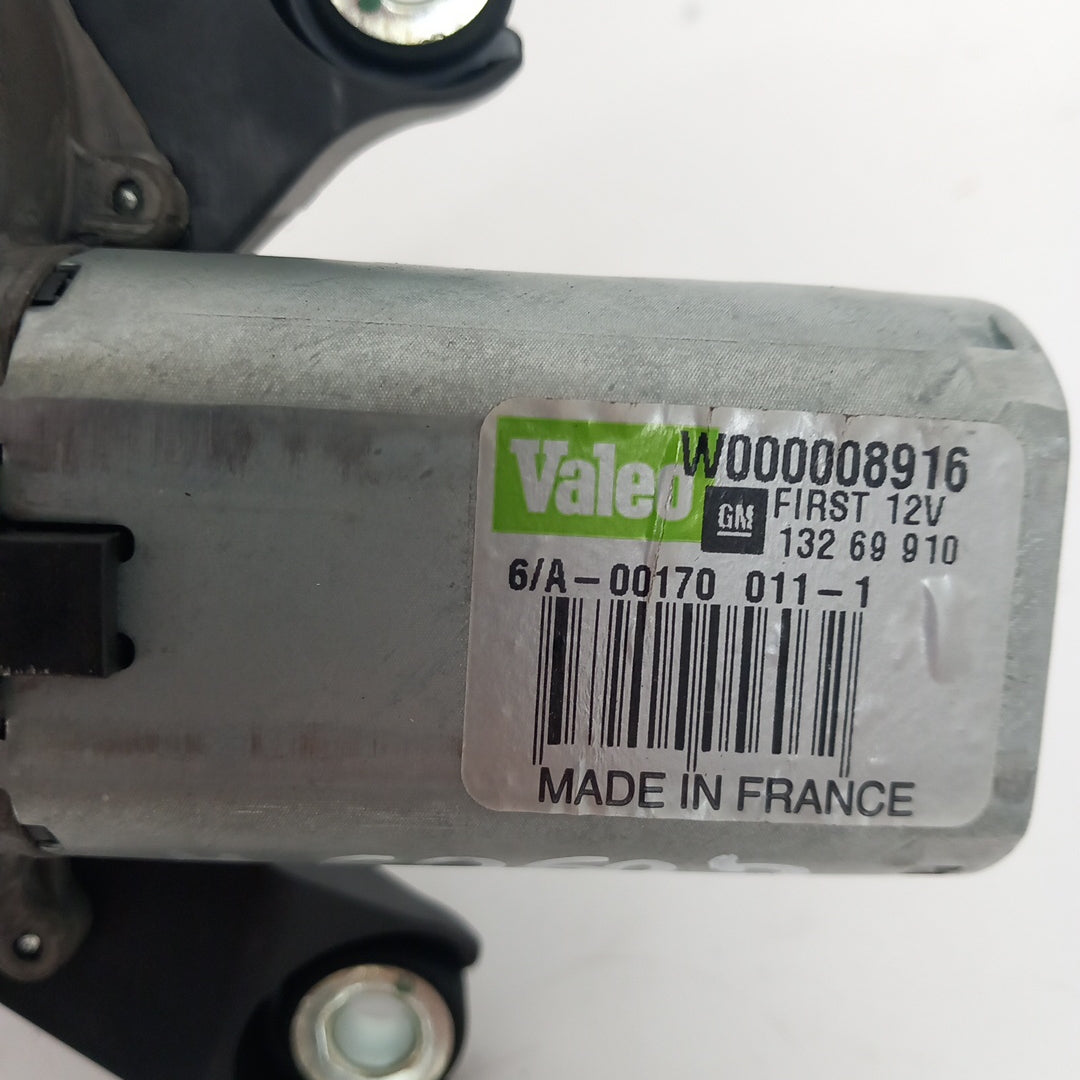 Valeo W000008916
GM FIRST 12V
132 69 910
6/A-00170 011-1
MADE IN FRANCE